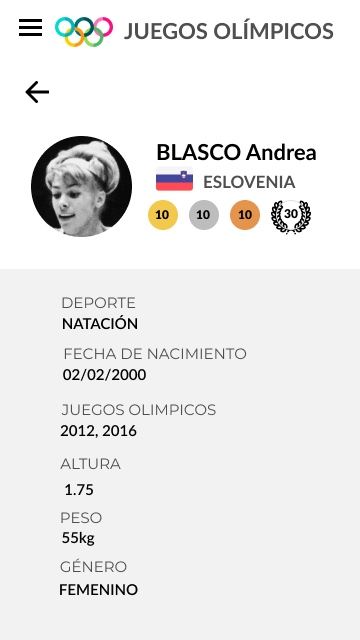 JUEGOS OLÍMPICOS
BLASCO Andrea
ESLOVENIA
10 10 10 30
DEPORTE
NATACIÓN
FECHA DE NACIMIENTO
02/02/2000
JUEGOS OLIMPICOS
2012, 2016
ALTURA
1.75
PESO
55kg
GÉNERO
FEMENINO